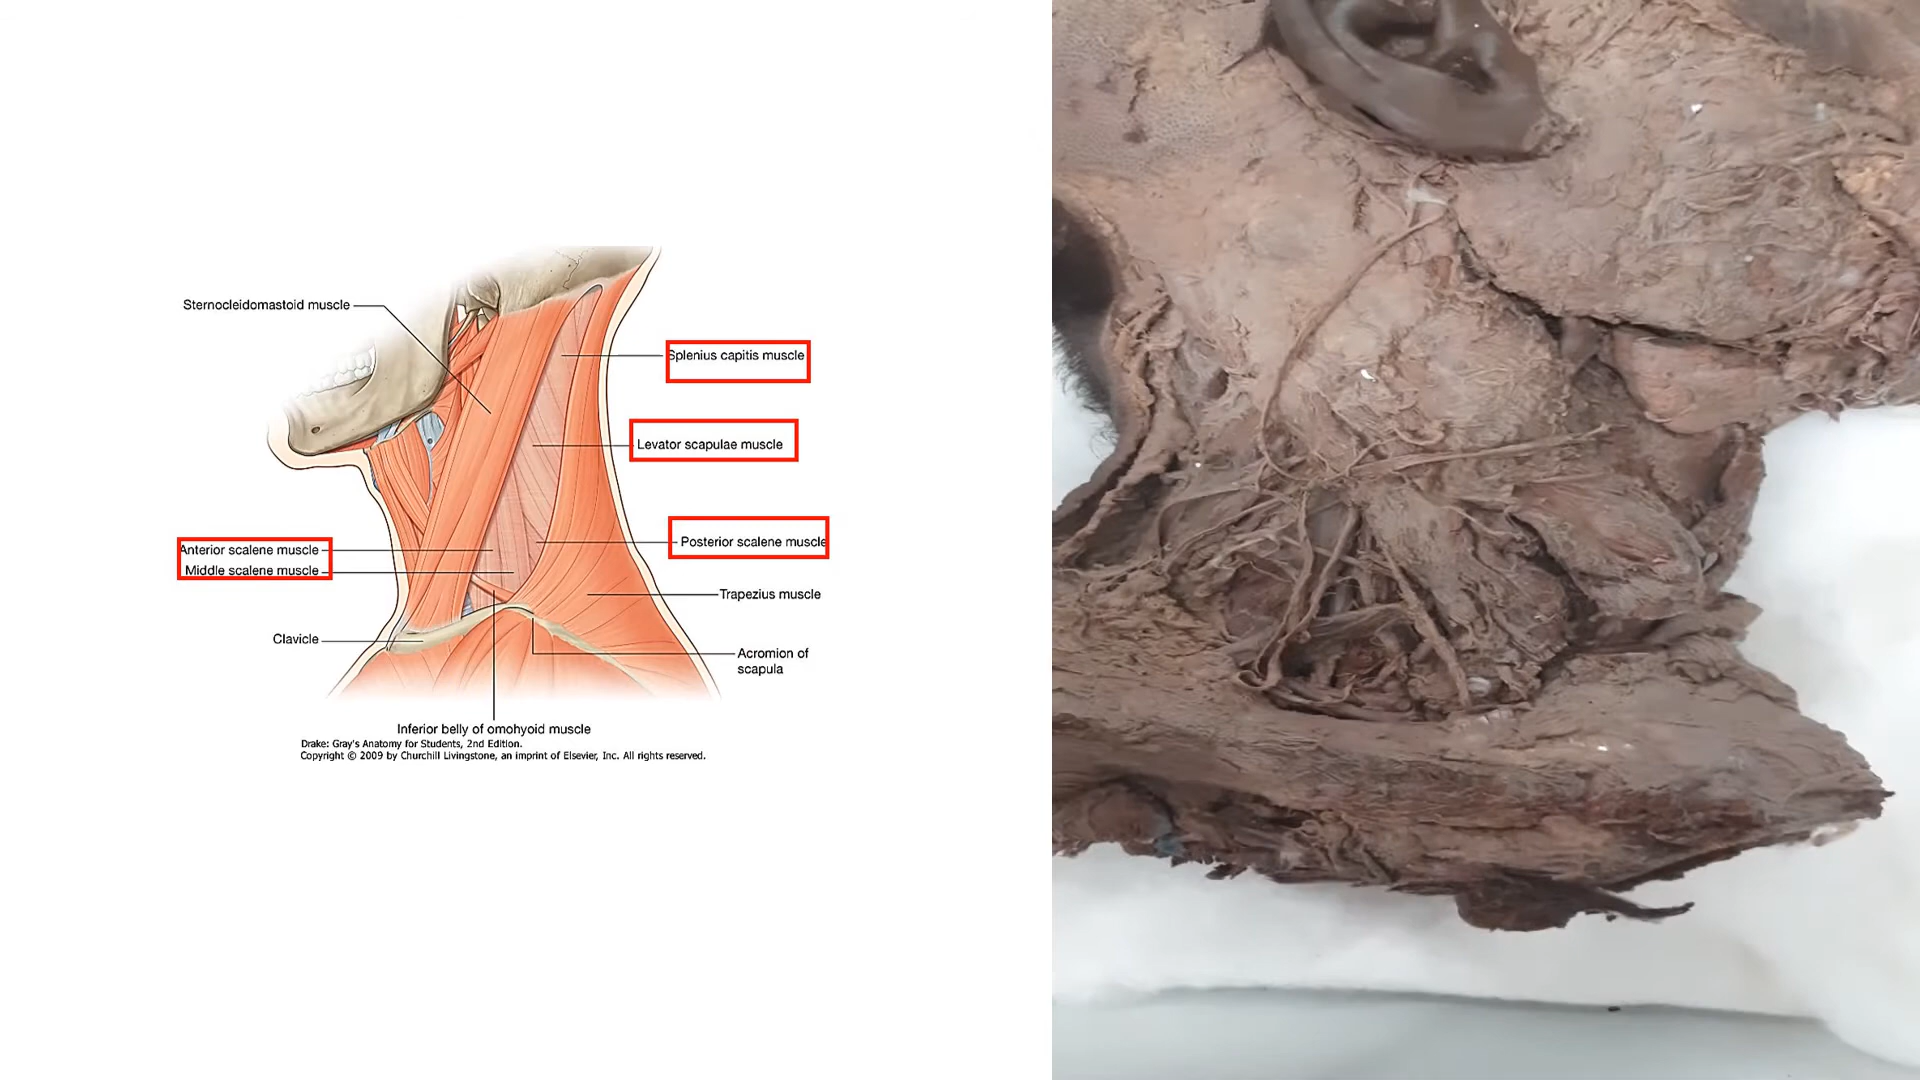 Sternocleidomastoid muscle
Splenius capitis muscle
Levator scapulae muscle
Posterior scalene muscle
Anterior scalene muscle
Middle scalene muscle
Trapezius muscle
Clavicle
Acromion of
scapula
Inferior belly of omohyoid muscle
Drake: Gray's Anatomy for Students, 2nd Edition.
Copyright © 2009 by Churchill Livingstone, an imprint of Elsevier, Inc. All rights reserved.